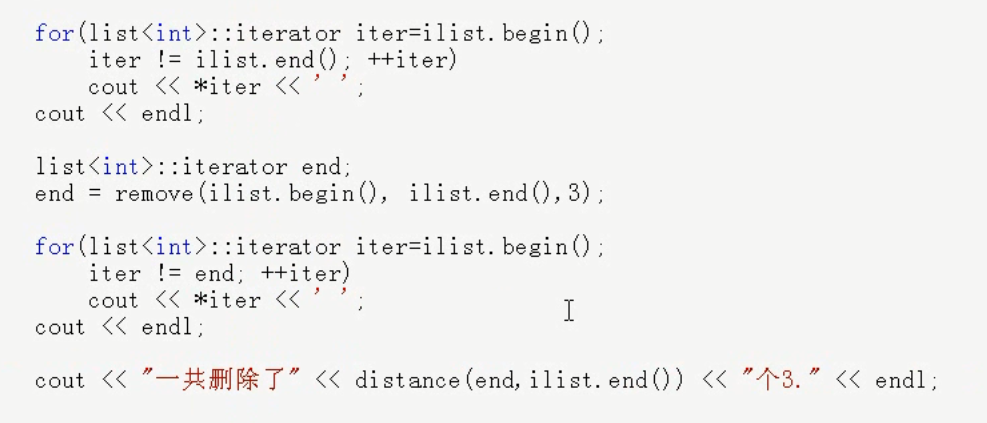 for(list<int>::iterator iter=ilist.begin();
    iter != ilist.end(); ++iter)
    cout << *iter << ' ';
cout << endl;
list<int>::iterator end;
end = remove(ilist.begin(), ilist.end(),3);
for(list<int>::iterator iter=ilist.begin();
    iter != end; ++iter)
    cout << *iter << ' ';
cout << endl;
cout << "一共删除了" << distance(end,ilist.end()) << "个3." << endl;